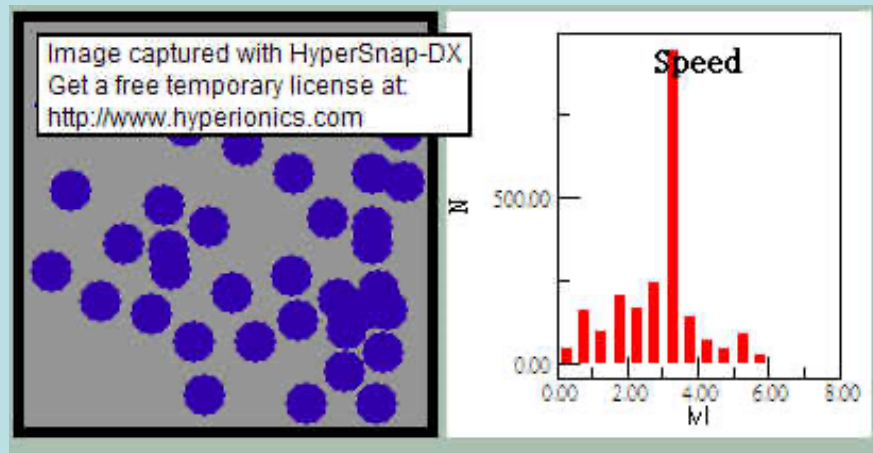 Image captured with HyperSnap-DX
Get a free temporary license at:
http://www.hyperionics.com
Speed
N
500.00
0.00
0.00 2.00 4.00 6.00 8.00